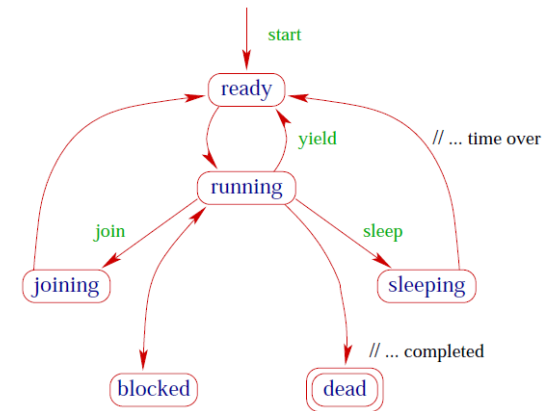 start
ready
yield
// ... time over
running
join
sleep
joining
sleeping
// ... completed
blocked
dead